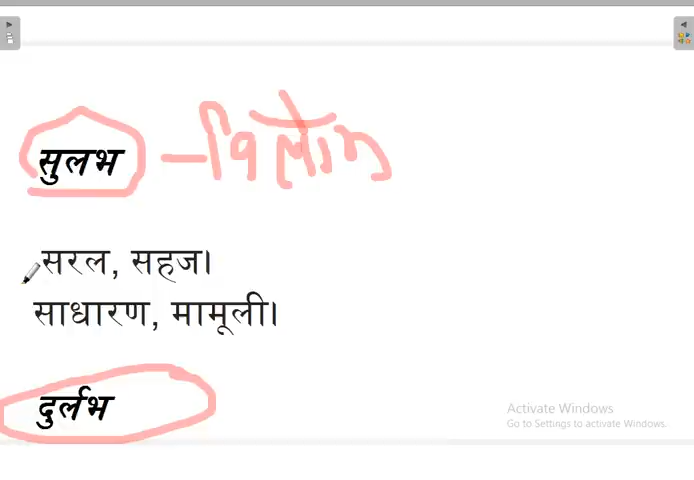 सुलभ – विलोम
सरल, सहज।
साधारण, मामूली।
दुर्लभ
Activate Windows
Go to Settings to activate Windows.